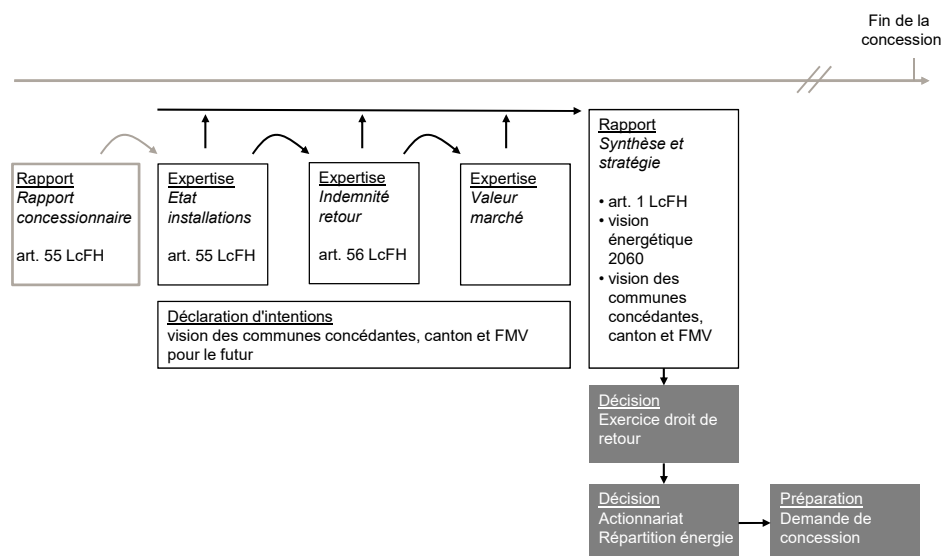 Fin de la
concession
Rapport
Rapport
concessionnaire
art. 55 LcFH
Expertise
Etat
installations
art. 55 LcFH
Expertise
Indemnité
retour
art. 56 LcFH
Expertise
Valeur
marché
Rapport
Synthèse et
stratégie
• art. 1 LcFH
• vision
énergétique
2060
• vision des
communes
concédantes,
canton et FMV
Déclaration d'intentions
vision des communes concédantes, canton et FMV
pour le futur
Décision
Exercice droit de
retour
Décision
Actionnariat
Répartition énergie
Préparation
Demande de
concession